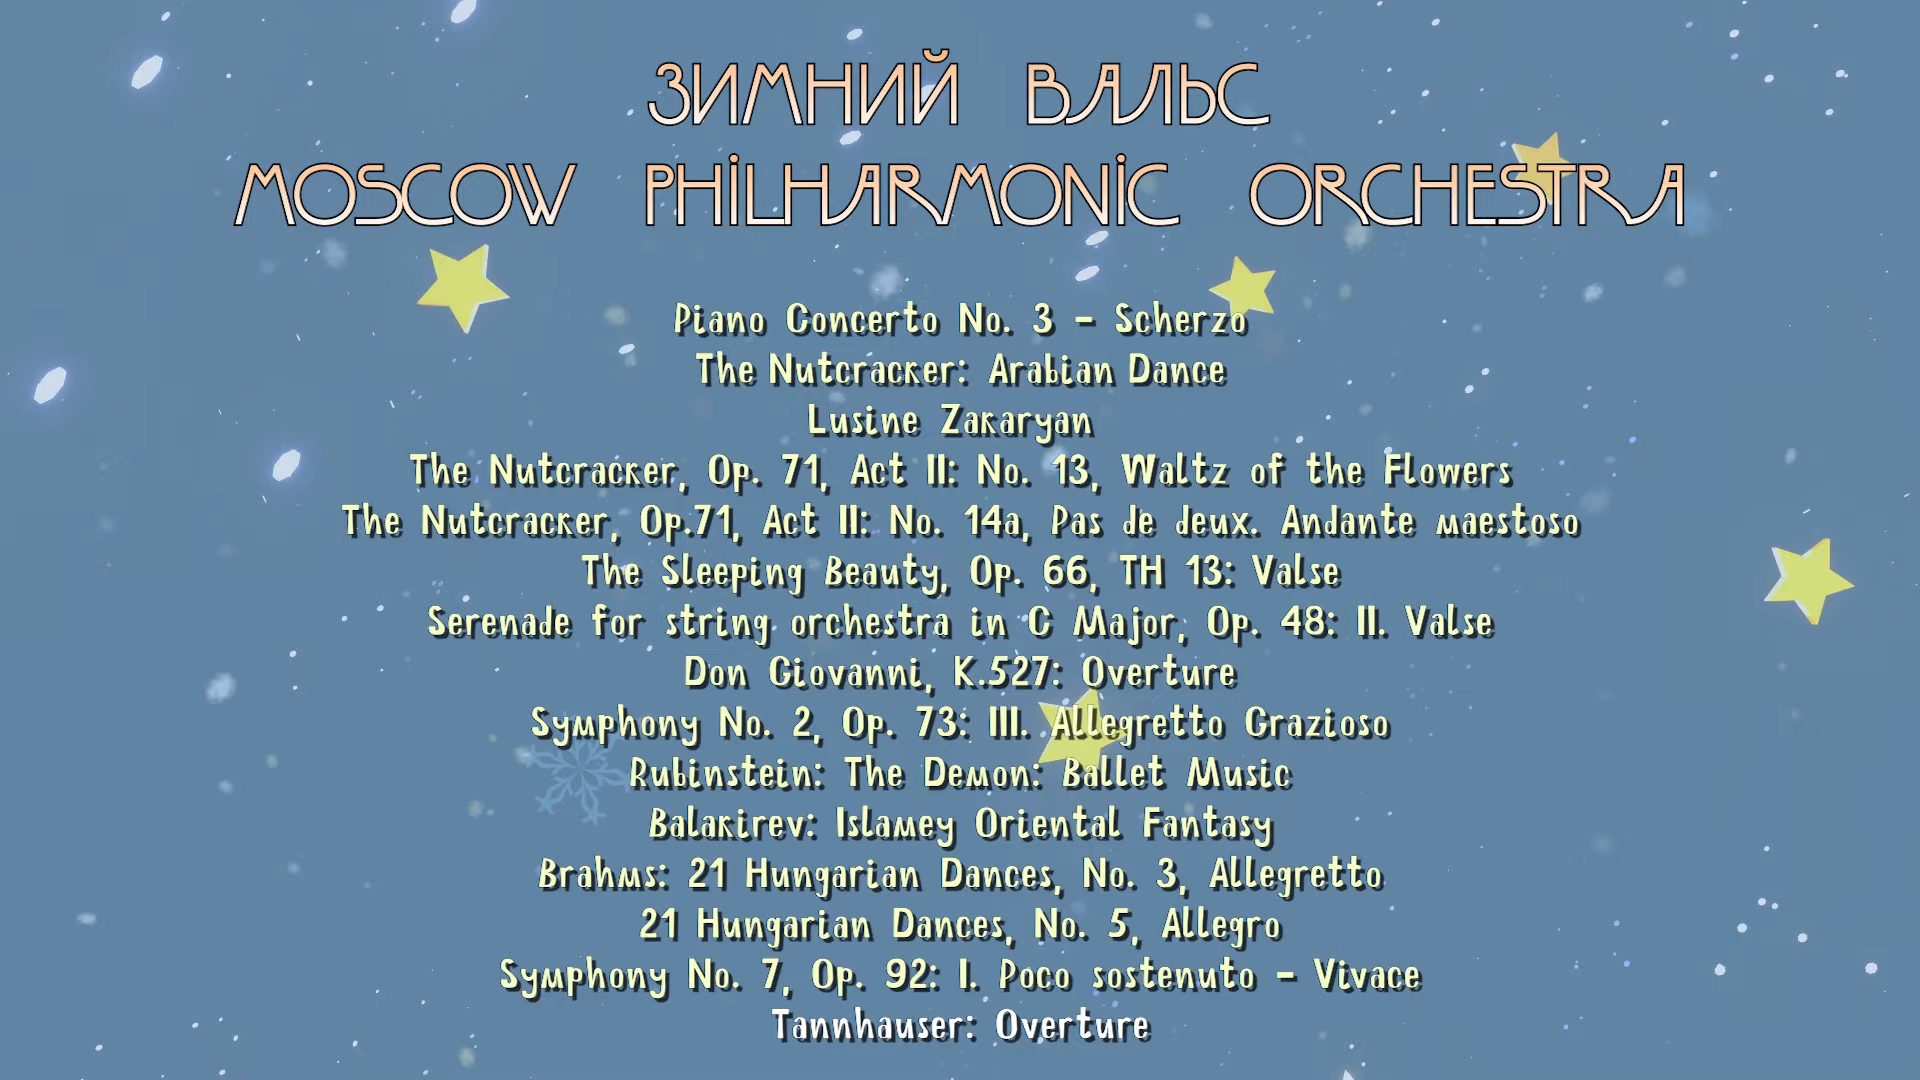 ЗИМНИЙ ВАЛЬС
MOSCOW PHILHARMONIC ORCHESTRA
Piano Concerto No. 3 - Scherzo
The Nutcracker: Arabian Dance
Lusine Zakaryan
The Nutcracker, Op. 71, Act II: No. 13, Waltz of the Flowers
The Nutcracker, Op.71, Act II: No. 14a, Pas de deux. Andante maestoso
The Sleeping Beauty, Op. 66, TH 13: Valse
Serenade for string orchestra in C Major, Op. 48: II. Valse
Don Giovanni, K.527: Overture
Symphony No. 2, Op. 73: III. Allegretto Grazioso
Rubinstein: The Demon: Ballet Music
Balakirev: Islamey Oriental Fantasy
Brahms: 21 Hungarian Dances, No. 3, Allegretto
21 Hungarian Dances, No. 5, Allegro
Symphony No. 7, Op. 92: I. Poco sostenuto - Vivace
Tannhauser: Overture